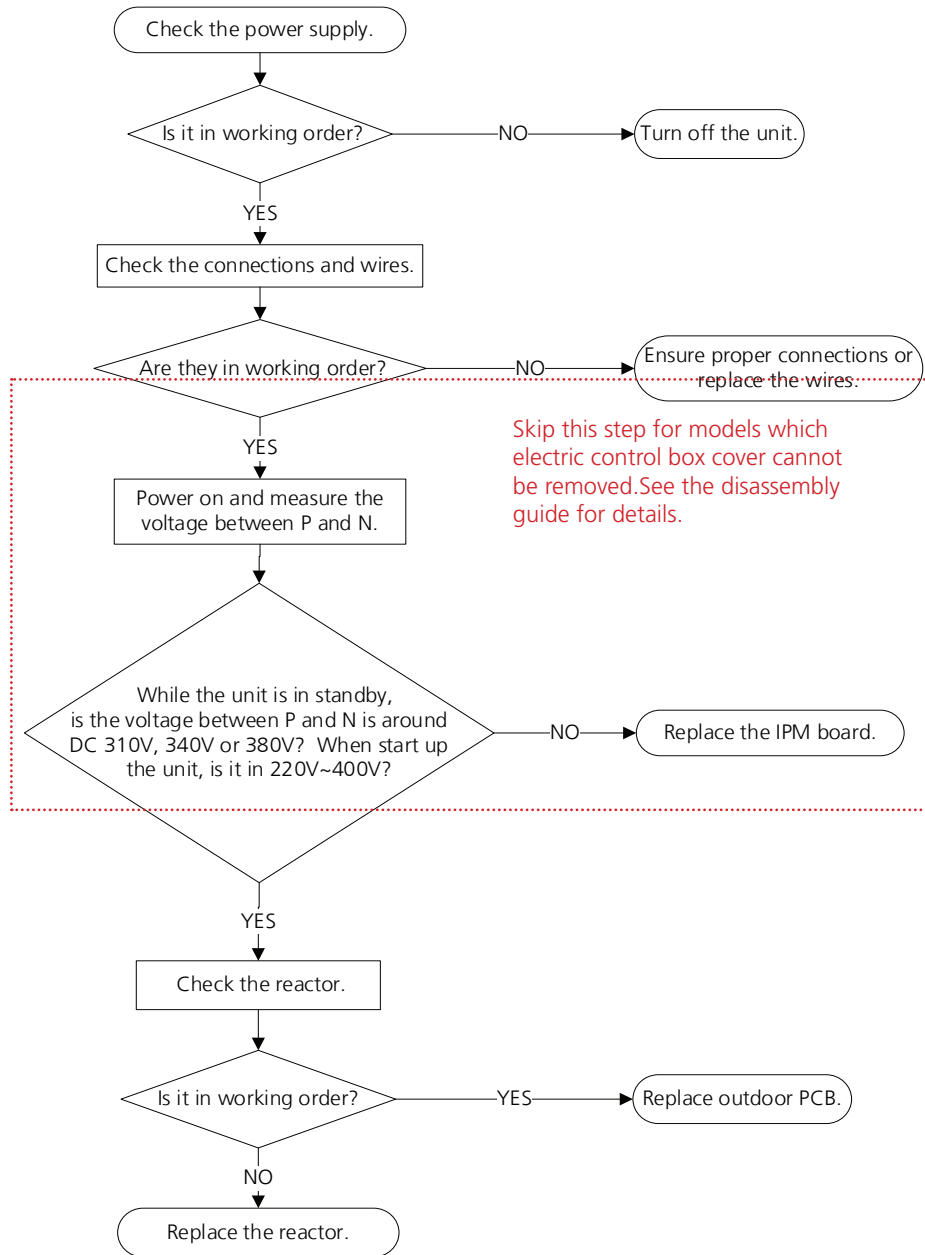 Check the power supply.
Is it in working order?
NO
Turn off the unit.
YES
Check the connections and wires.
Are they in working order?
NO
Ensure proper connections or
replace the wires.
YES
Skip this step for models which
electric control box cover cannot
be removed.See the disassembly
guide for details.
Power on and measure the
voltage between P and N.
While the unit is in standby,
is the voltage between P and N is around
DC 310V, 340V or 380V? When start up
the unit, is it in 220V~400V?
NO
Replace the IPM board.
YES
Check the reactor.
Is it in working order?
YES
Replace outdoor PCB.
NO
Replace the reactor.